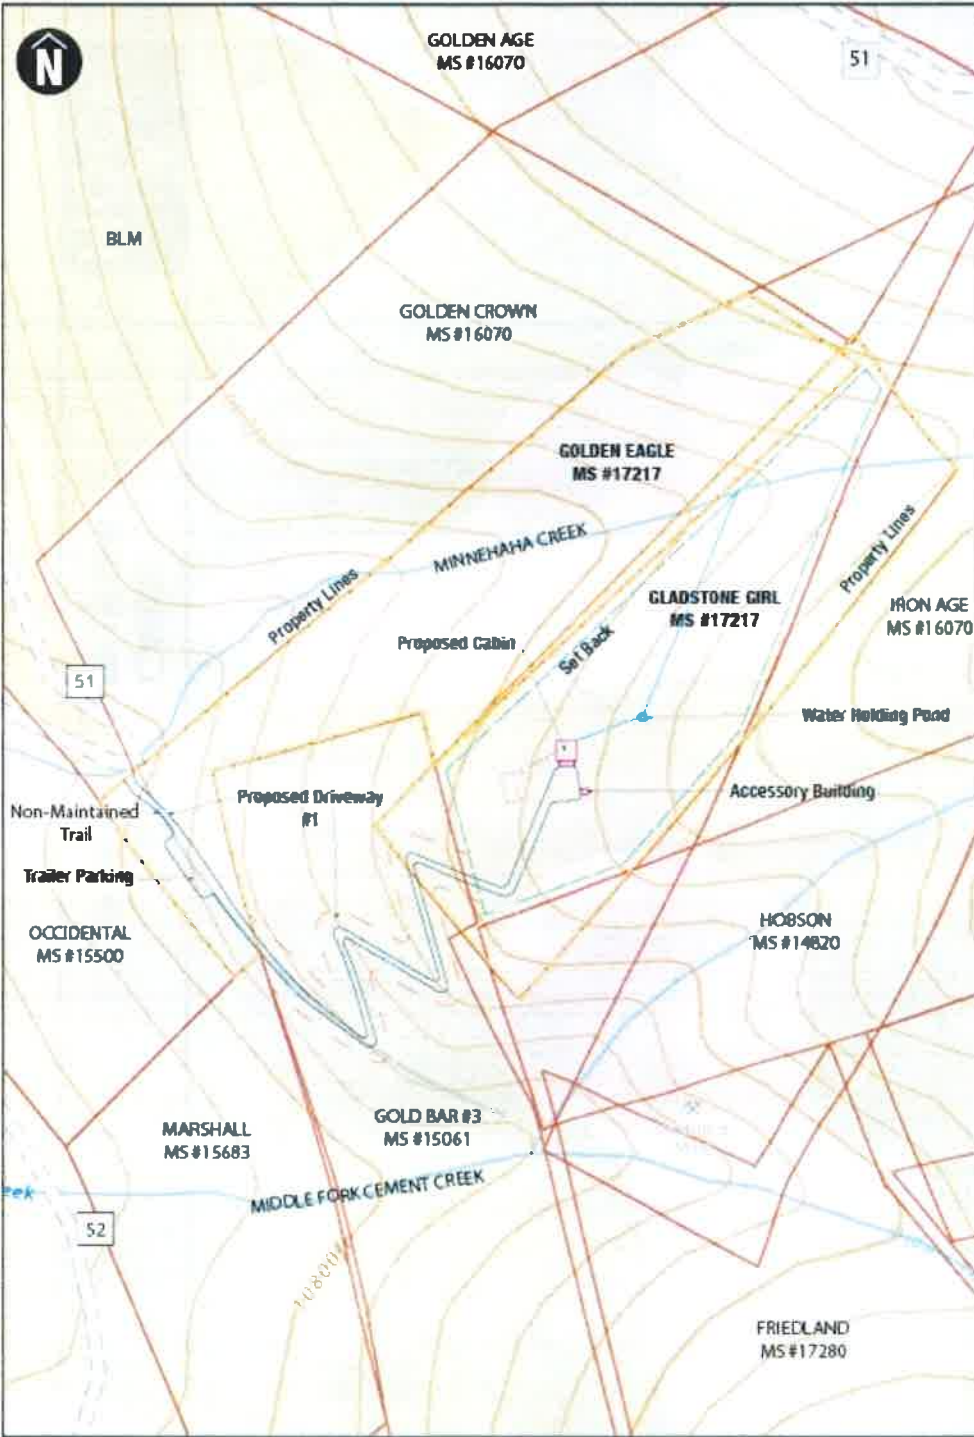 N
GOLDEN AGE
MS #16070
51
BLM
GOLDEN CROWN
MS #16070
GOLDEN EAGLE
MS #17217
MINNEHAHA CREEK
Property Lines
Property Lines
GLADSTONE GIRL
MS #17217
IRON AGE
MS #16070
Proposed Cabin
Set Back
51
Water Holding Pond
Proposed Driveway
#1
Accessory Building
Non-Maintained
Trail
Trailer Parking
OCCIDENTAL
MS #15500
HOBSON
MS #14820
MARSHALL
MS #15683
GOLD BAR #3
MS #15061
MIDDLE FORK CEMENT CREEK
eek
52
10800
FRIEDLAND
MS #17280